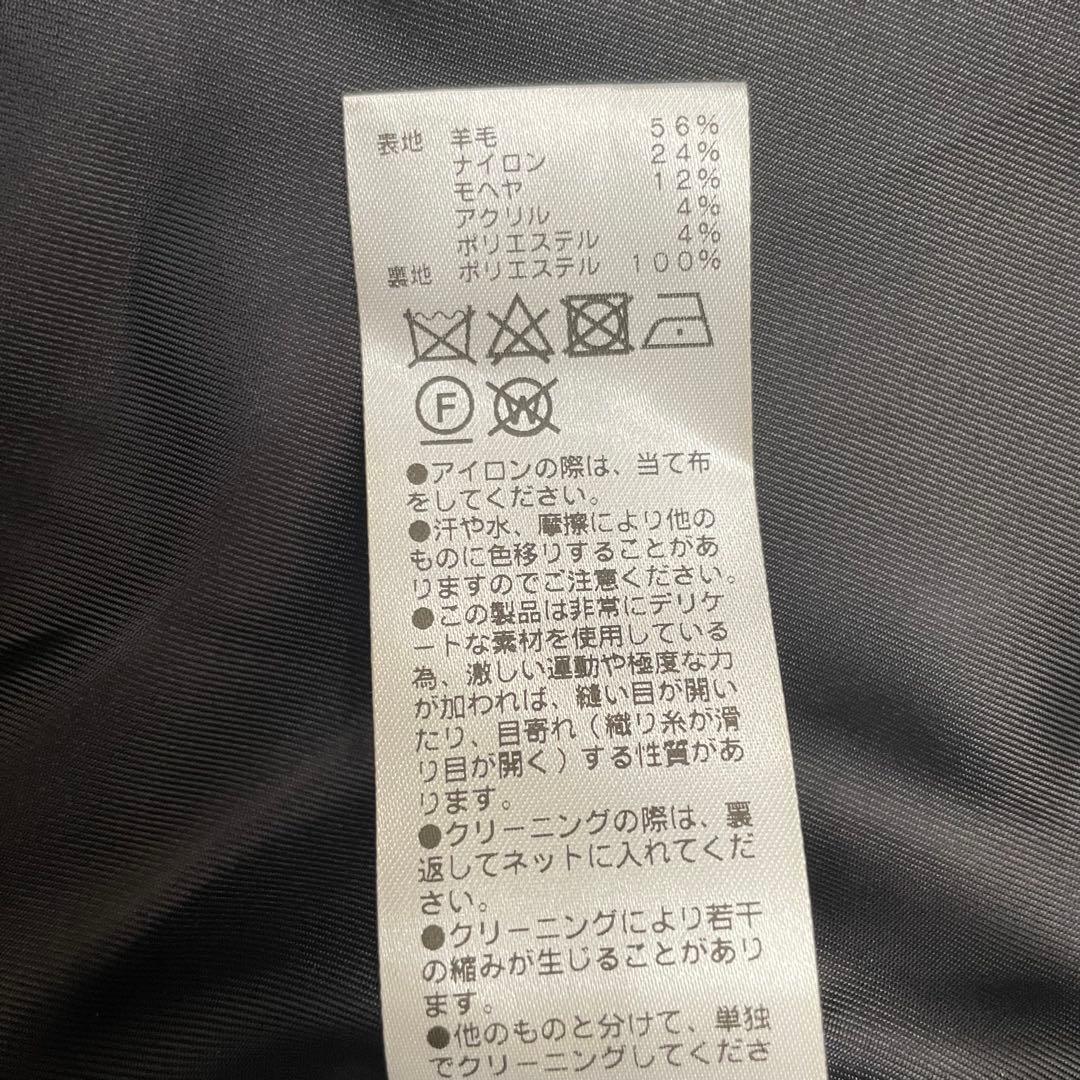 表地 羊毛 56%
ナイロン 24%
モヘヤ 12%
アクリル 4%
ポリエステル 4%
裏地 ポリエステル 100%
F W
●アイロンの際は、当て布
をしてください。
●汗や水、摩擦により他の
ものに色移りすることがあ
りますのでご注意ください。
●この製品は非常にデリケ
ートな素材を使用している
為、激しい運動や極度な力
が加われば、縫い目が開い
たり、目寄れ(織り糸が滑
り目が開く)する性質があ
ります。
●クリーニングの際は、裏
返してネットに入れてくだ
さい。
●クリーニングにより若干
の縮みが生じることがあり
ます。
●他のものと分けて、単独
でクリーニングしてくださ